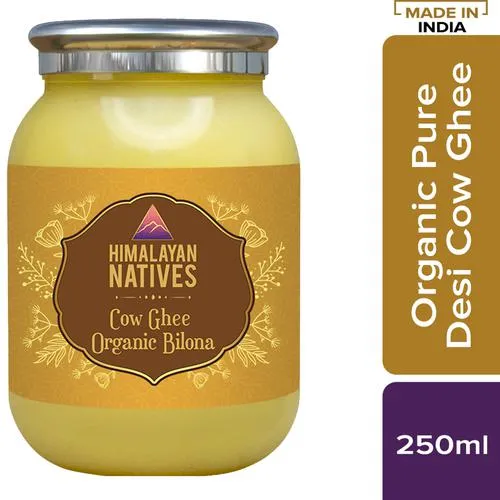 MADE IN
INDIA
HIMALAYAN
NATIVES
Cow Ghee
Organic Bilona
Organic Pure
Desi Cow Ghee
250ml